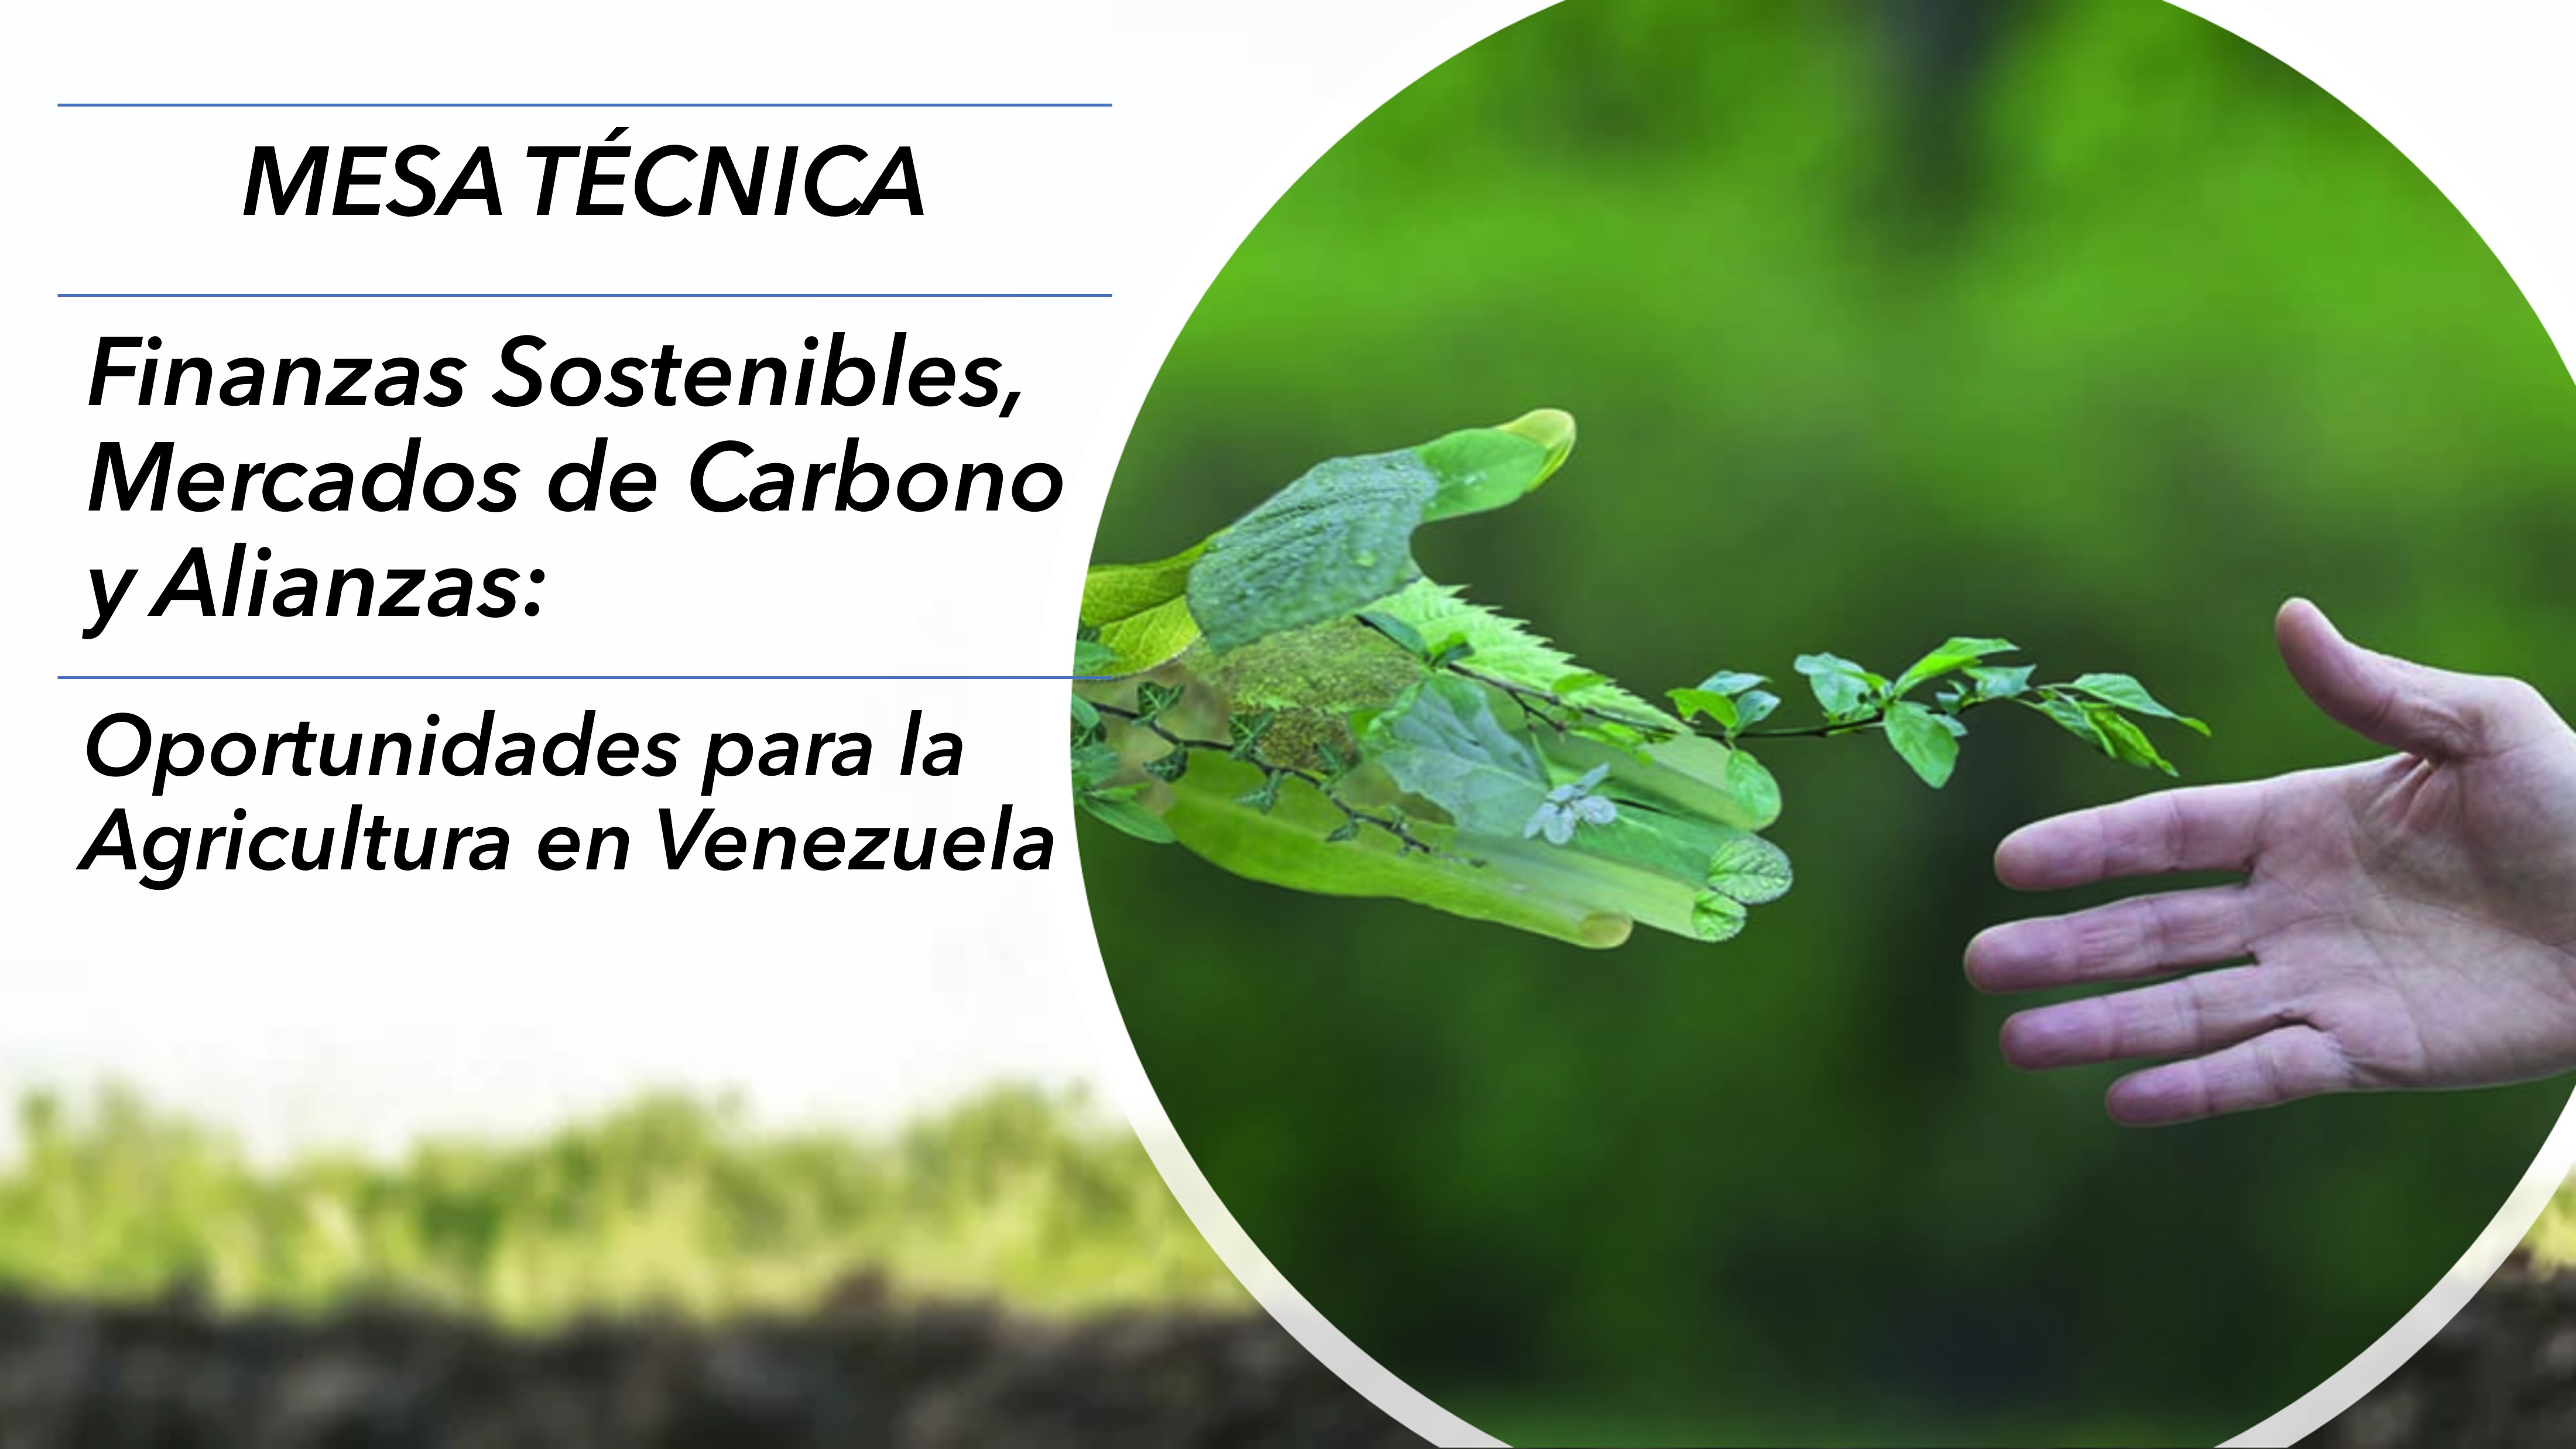 MESA TÉCNICA
Finanzas Sostenibles,
Mercados de Carbono
y Alianzas:
Oportunidades para la
Agricultura en Venezuela